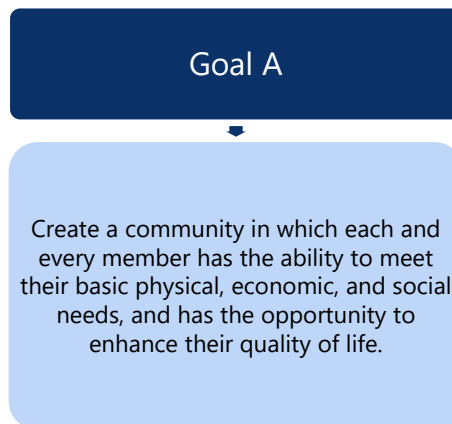 Goal A
Create a community in which each and
every member has the ability to meet
their basic physical, economic, and social
needs, and has the opportunity to
enhance their quality of life.